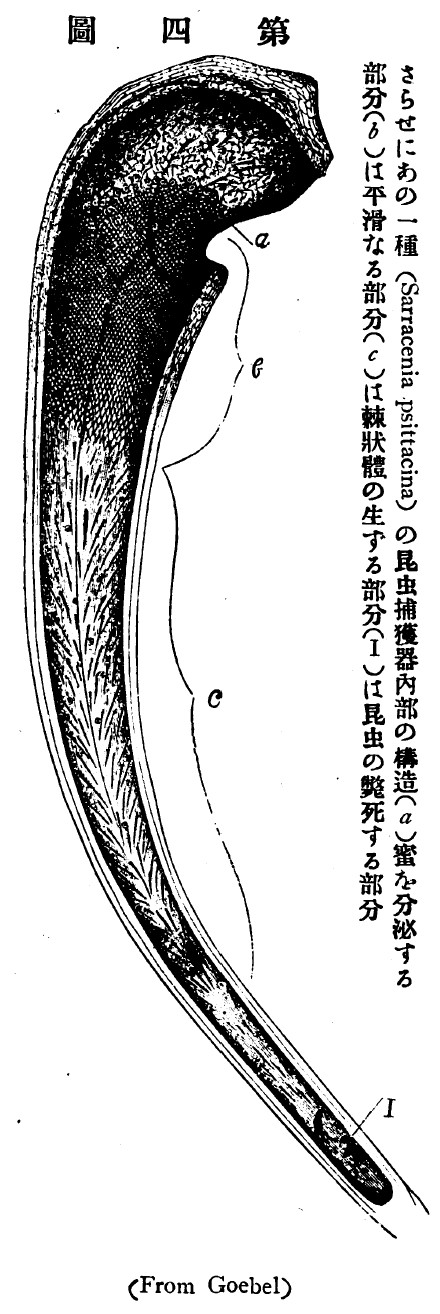 第四圖
さらせにあの一種(Sarracenia psittacina)の昆虫捕獲器內部の構造(a)蜜を分泌する
部分(b)は平滑なる部分(c)は棘狀體の生する部分(I)は昆虫の斃死する部分
a
b
c
I
(From Goebel)